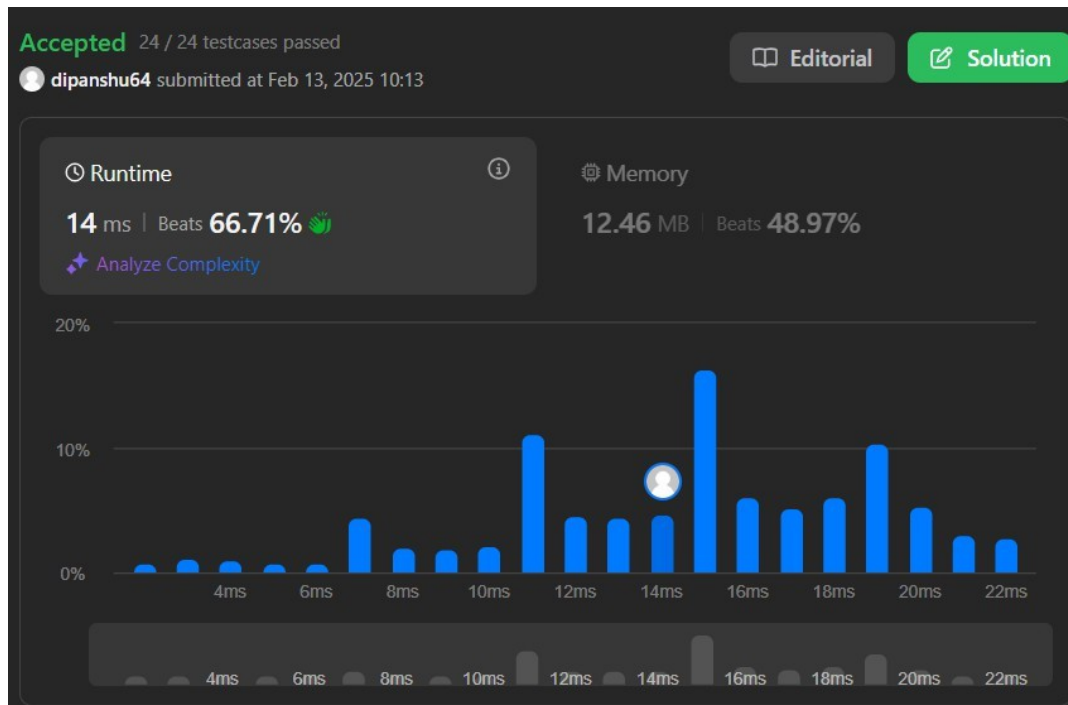 Accepted 24 / 24 testcases passed
Editorial
Solution
dipanshu64 submitted at Feb 13, 2025 10:13
Runtime
14 ms | Beats 66.71%
Analyze Complexity
Memory
12.46 MB | Beats 48.97%
20%
10%
0%
4ms 6ms 8ms 10ms 12ms 14ms 16ms 18ms 20ms 22ms
4ms 6ms 8ms 10ms 12ms 14ms 16ms 18ms 20ms 22ms